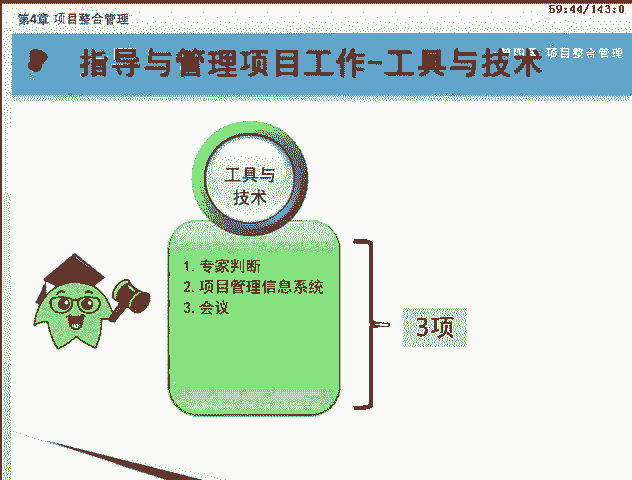 59:44/143:0
第4章 项目整合管理
指导与管理项目工作-工具与技术
项目整合管理
工具与
技术
1.专家判断
2.项目管理信息系统
3.会议
3项